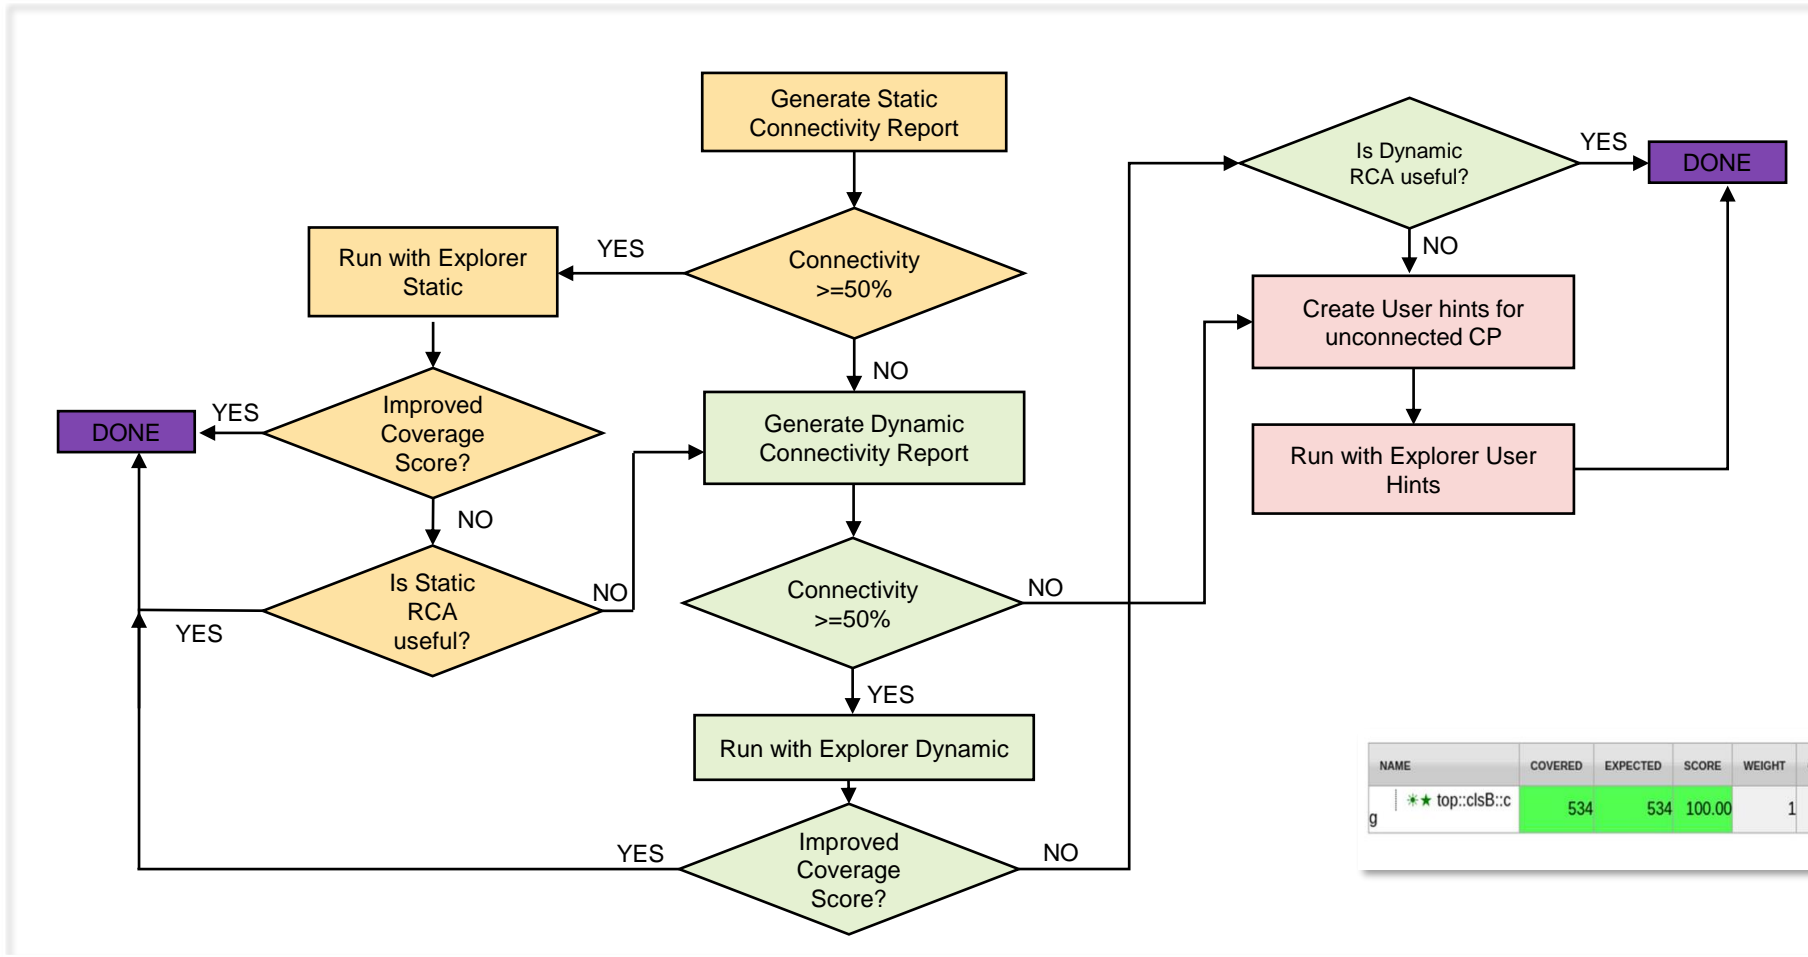 Generate Static
Connectivity Report
Connectivity
>=50%
YES
NO
Run with Explorer
Static
Improved
Coverage
Score?
YES
DONE
NO
Is Static
RCA
useful?
YES
NO
Generate Dynamic
Connectivity Report
Connectivity
>=50%
NO
YES
Run with Explorer Dynamic
Improved
Coverage
Score?
YES
NO
Is Dynamic
RCA useful?
YES
DONE
NO
Create User hints for
unconnected CP
Run with Explorer User
Hints
NAME COVERED EXPECTED SCORE WEIGHT
top::clsB::c
g
534 534 100.00 1